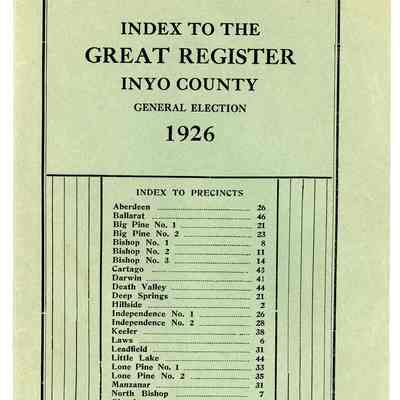 INDEX TO THE
GREAT REGISTER
INYO COUNTY
GENERAL ELECTION
1926
INDEX TO PRECINCTS
Aberdeen 26
Ballarat 46
Big Pine No. 1 21
Big Pine No. 2 23
Bishop No. 1 8
Bishop No. 2 11
Bishop No. 3 14
Cartago 43
Darwin 41
Death Valley 44
Deep Springs 21
Hillside 2
Independence No. 1 26
Independence No. 2 28
Keeler 38
Laws 6
Leadfield 31
Little Lake 44
Lone Pine No. 1 33
Lone Pine No. 2 35
Manzanar 31
North Bishop 7